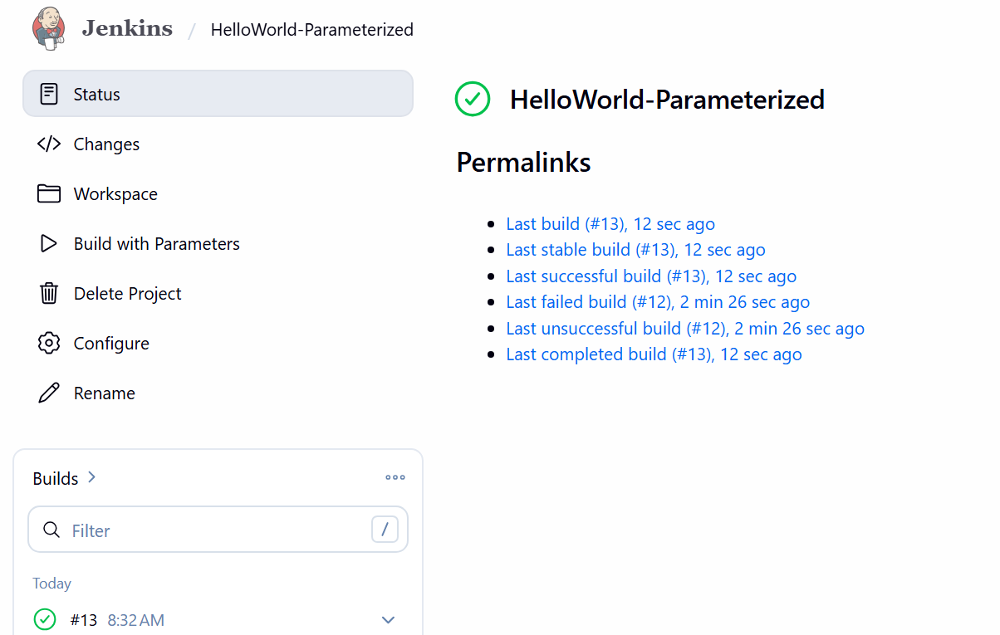 Jenkins / HelloWorld-Parameterized
Status
Changes
Workspace
Build with Parameters
Delete Project
Configure
Rename
Builds
Filter /
Today
#13 8:32 AM
HelloWorld-Parameterized
Permalinks
Last build (#13), 12 sec ago
Last stable build (#13), 12 sec ago
Last successful build (#13), 12 sec ago
Last failed build (#12), 2 min 26 sec ago
Last unsuccessful build (#12), 2 min 26 sec ago
Last completed build (#13), 12 sec ago